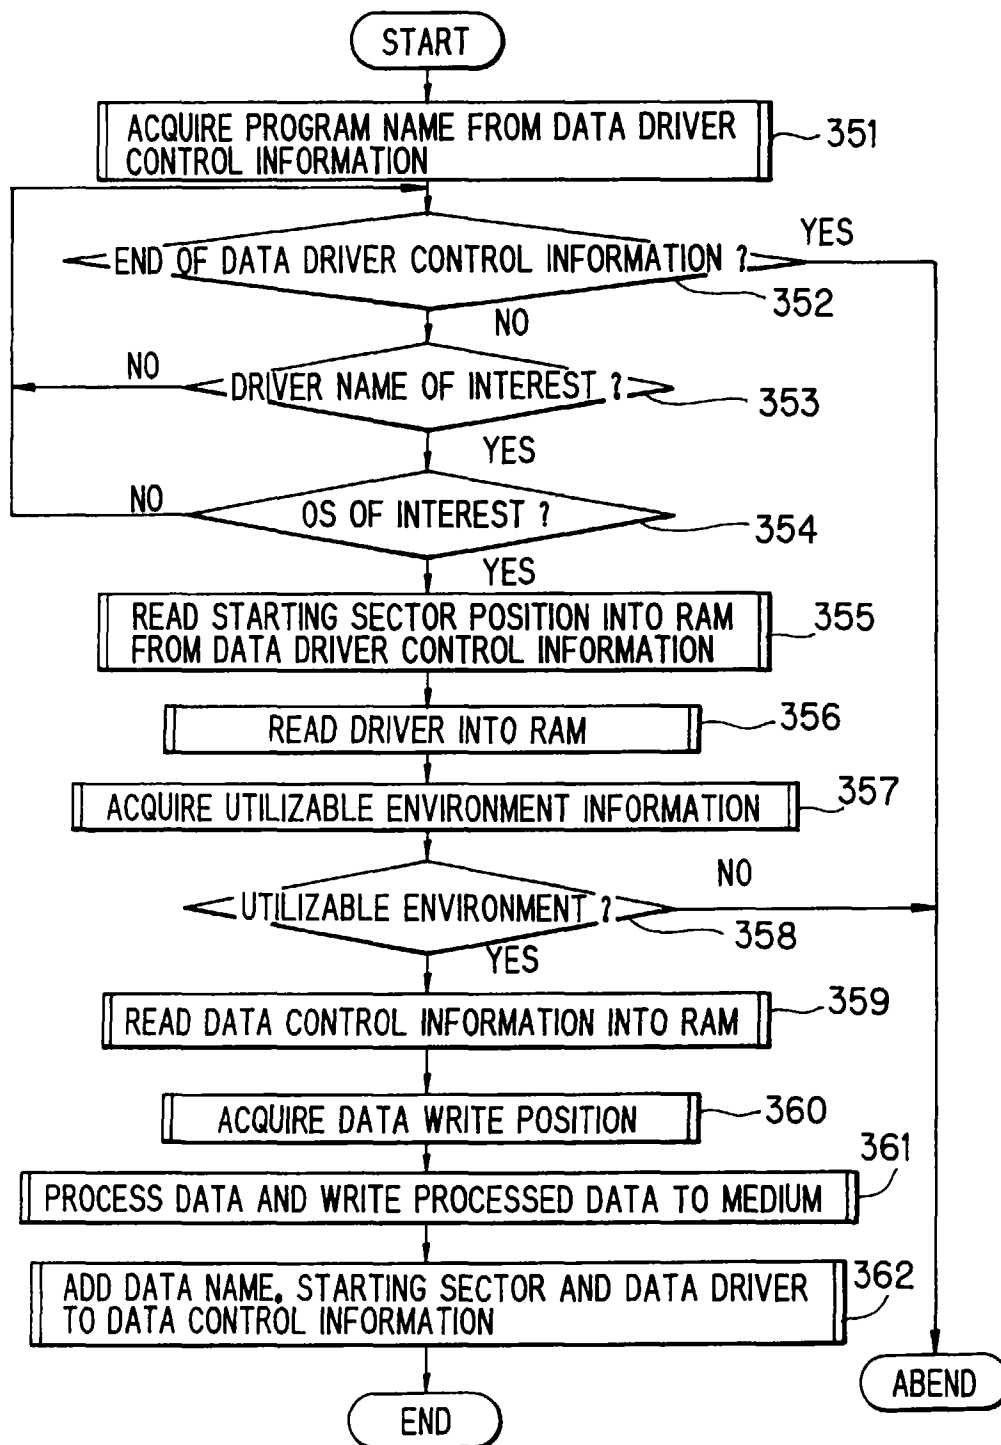 START
ACQUIRE PROGRAM NAME FROM DATA DRIVER
CONTROL INFORMATION
351
END OF DATA DRIVER CONTROL INFORMATION ?
YES
352
NO
NO
DRIVER NAME OF INTEREST ?
353
YES
NO
OS OF INTEREST ?
354
YES
READ STARTING SECTOR POSITION INTO RAM
FROM DATA DRIVER CONTROL INFORMATION
355
READ DRIVER INTO RAM
356
ACQUIRE UTILIZABLE ENVIRONMENT INFORMATION
357
NO
UTILIZABLE ENVIRONMENT ?
358
YES
READ DATA CONTROL INFORMATION INTO RAM
359
ACQUIRE DATA WRITE POSITION
360
PROCESS DATA AND WRITE PROCESSED DATA TO MEDIUM
361
ADD DATA NAME. STARTING SECTOR AND DATA DRIVER
TO DATA CONTROL INFORMATION
362
ABEND
END